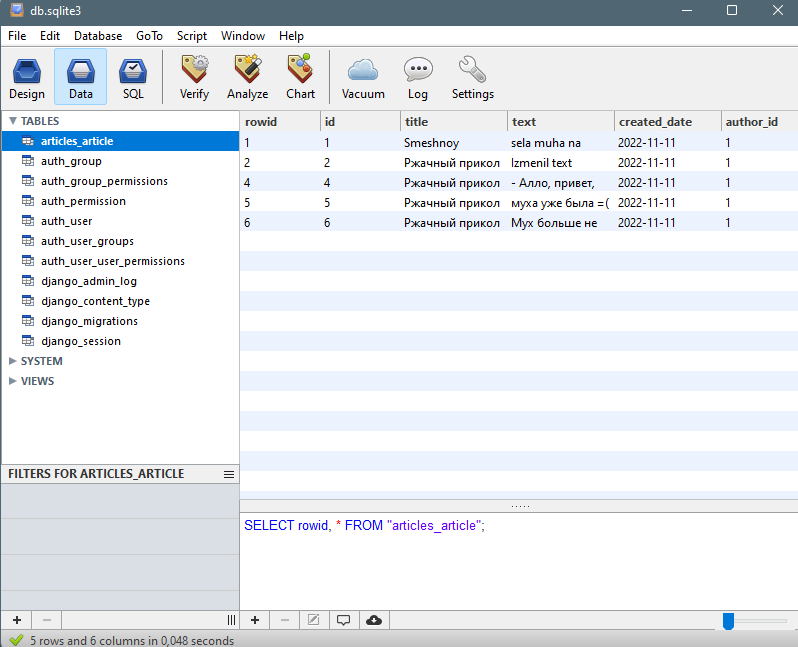 db.sqlite3
File Edit Database GoTo Script Window Help
Design Data SQL Verify Analyze Chart Vacuum Log Settings
TABLES
articles_article
auth_group
auth_group_permissions
auth_permission
auth_user
auth_user_groups
auth_user_user_permissions
django_admin_log
django_content_type
django_migrations
django_session
SYSTEM
VIEWS
FILTERS FOR ARTICLES_ARTICLE
rowid id title text created_date author_id
1 1 Smeshnoy sela muha na 2022-11-11 1
2 2 Ржачный прикол Izmenil text 2022-11-11 1
4 4 Ржачный прикол - Алло, привет, 2022-11-11 1
5 5 Ржачный прикол муха уже была =( 2022-11-11 1
6 6 Ржачный прикол Мух больше не 2022-11-11 1
SELECT rowid, * FROM "articles_article";
5 rows and 6 columns in 0,048 seconds